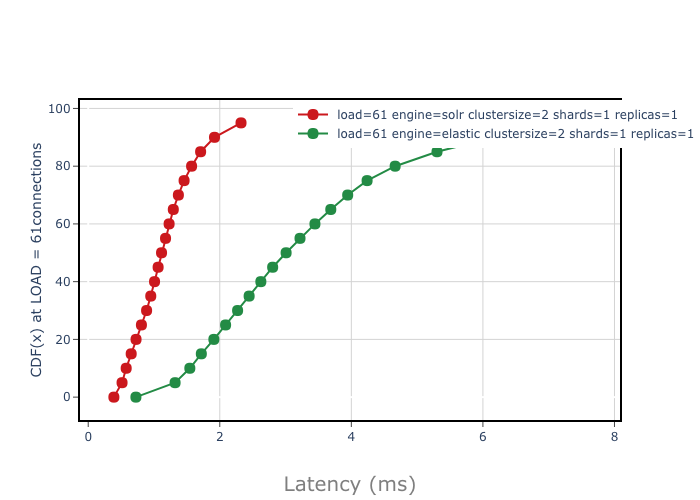 load=61 engine=solr clustersize=2 shards=1 replicas=1
load=61 engine=elastic clustersize=2 shards=1 replicas=1
CDF(x) at LOAD = 61connections
100
80
60
40
20
0
0 2 4 6 8
Latency (ms)